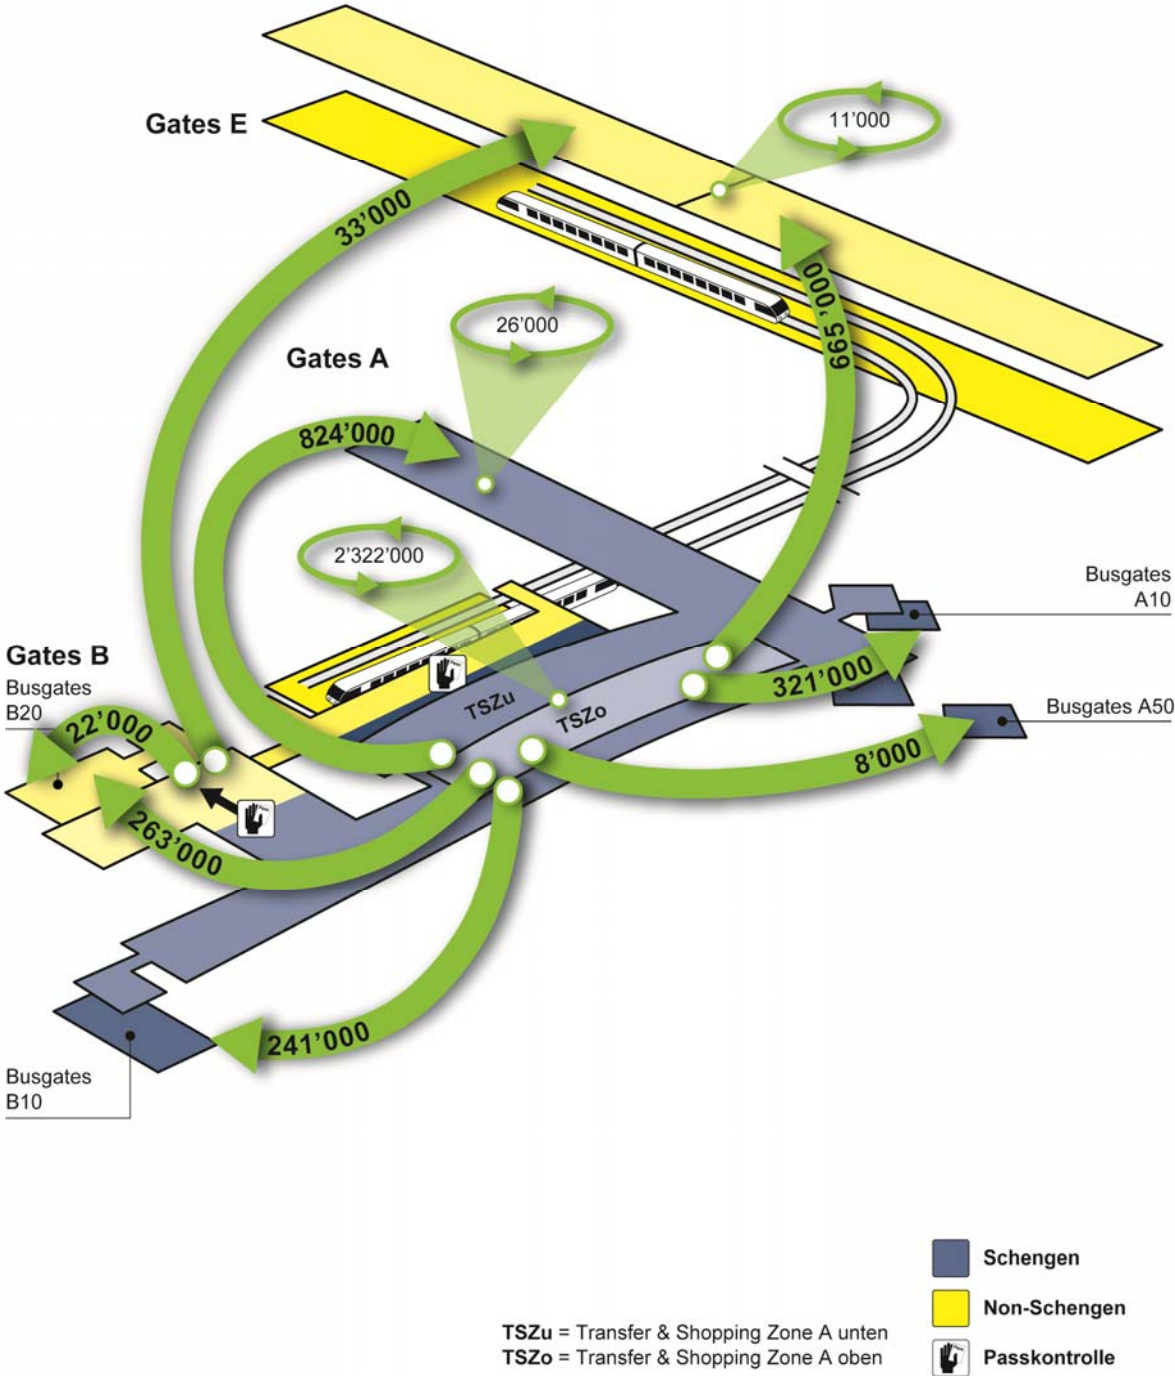 Gates E
11’000
33’000
665’000
26’000
Gates A
824’000
2’322’000
Busgates
A10
Gates B
Busgates
B20
22’000
TSZu
TSZo
321’000
Busgates A50
8’000
263’000
241’000
Busgates
B10
Schengen
Non-Schengen
TSZu = Transfer & Shopping Zone A unten
TSZo = Transfer & Shopping Zone A oben
Passkontrolle